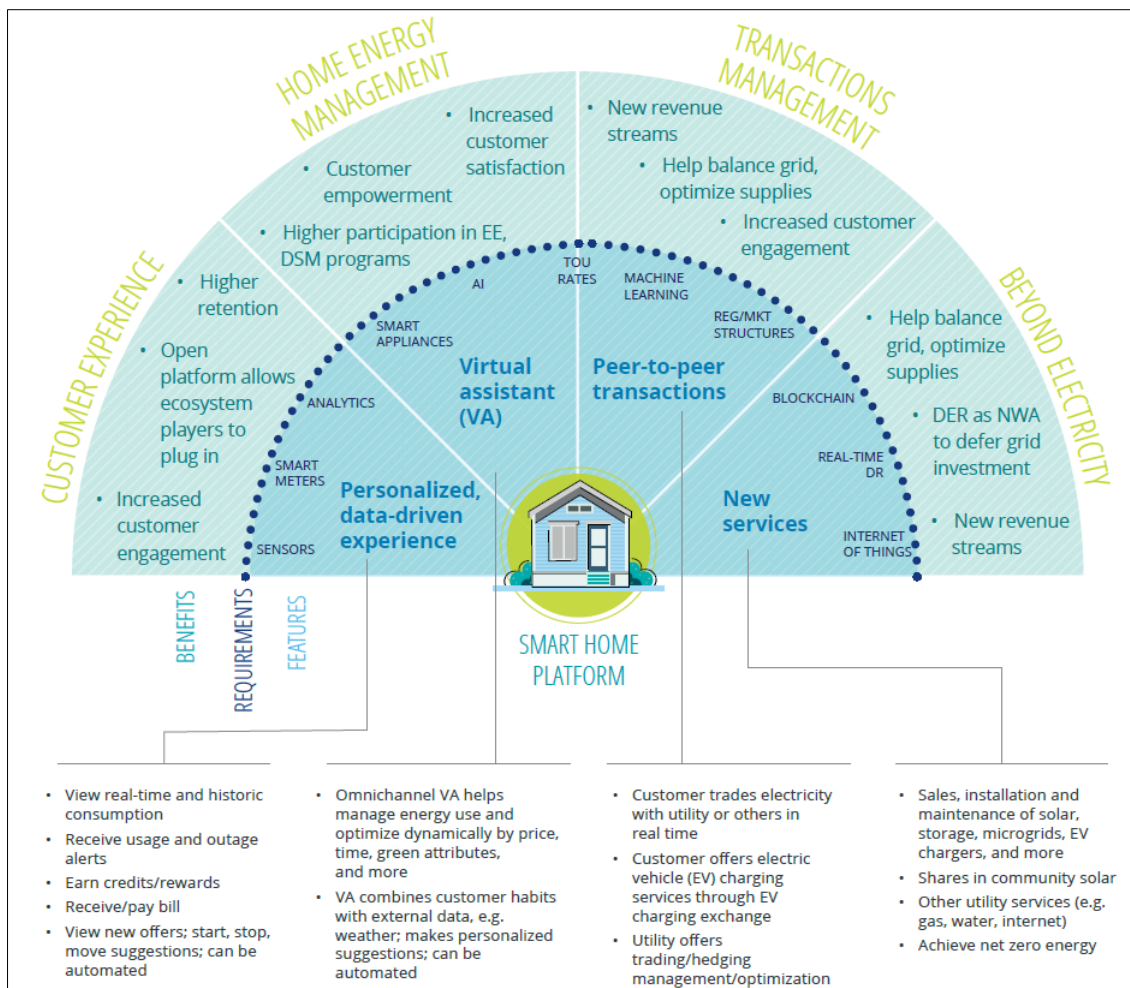 HOME ENERGY
MANAGEMENT
TRANSACTIONS
MANAGEMENT
CUSTOMER EXPERIENCE
BEYOND ELECTRICITY
• Increased
customer
satisfaction
• Customer
empowerment
• Higher participation in EE,
DSM programs
• New revenue
streams
• Help balance grid,
optimize supplies
• Increased customer
engagement
• Higher
retention
• Open
platform allows
ecosystem
players to
plug in
• Increased
customer
engagement
• Help balance
grid, optimize
supplies
• DER as NWA
to defer grid
investment
• New revenue
streams
SENSORS
SMART
METERS
ANALYTICS
SMART
APPLIANCES
AI
TOU
RATES
MACHINE
LEARNING
REG/MKT
STRUCTURES
BLOCKCHAIN
REAL-TIME
DR
INTERNET
OF THINGS
Personalized,
data-driven
experience
Virtual
assistant
(VA)
Peer-to-peer
transactions
New
services
BENEFITS
REQUIREMENTS
FEATURES
SMART HOME
PLATFORM
• View real-time and historic
consumption
• Receive usage and outage
alerts
• Earn credits/rewards
• Receive/pay bill
• View new offers; start, stop,
move suggestions; can be
automated
• Omnichannel VA helps
manage energy use and
optimize dynamically by price,
time, green attributes,
and more
• VA combines customer habits
with external data, e.g.
weather; makes personalized
suggestions; can be
automated
• Customer trades electricity
with utility or others in
real time
• Customer offers electric
vehicle (EV) charging
services through EV
charging exchange
• Utility offers
trading/hedging
management/optimization
• Sales, installation and
maintenance of solar,
storage, microgrids, EV
chargers, and more
• Shares in community solar
• Other utility services (e.g.
gas, water, internet)
• Achieve net zero energy